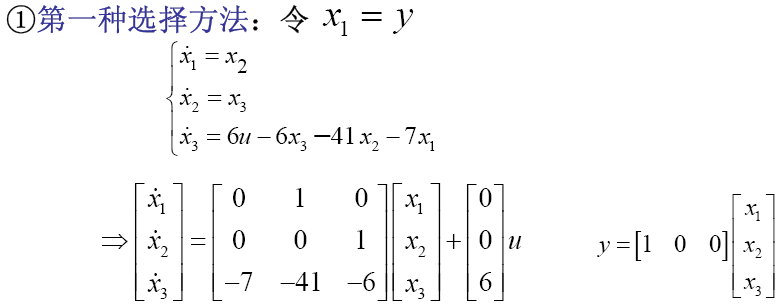 ①第一种选择方法：令 x₁ = y
ẋ₁ = x₂
ẋ₂ = x₃
ẋ₃ = 6u − 6x₃ − 41x₂ − 7x₁
⇒ [ẋ₁ ẋ₂ ẋ₃] = [0 1 0; 0 0 1; −7 −41 −6] [x₁ x₂ x₃] + [0 0 6] u y = [1 0 0] [x₁ x₂ x₃]